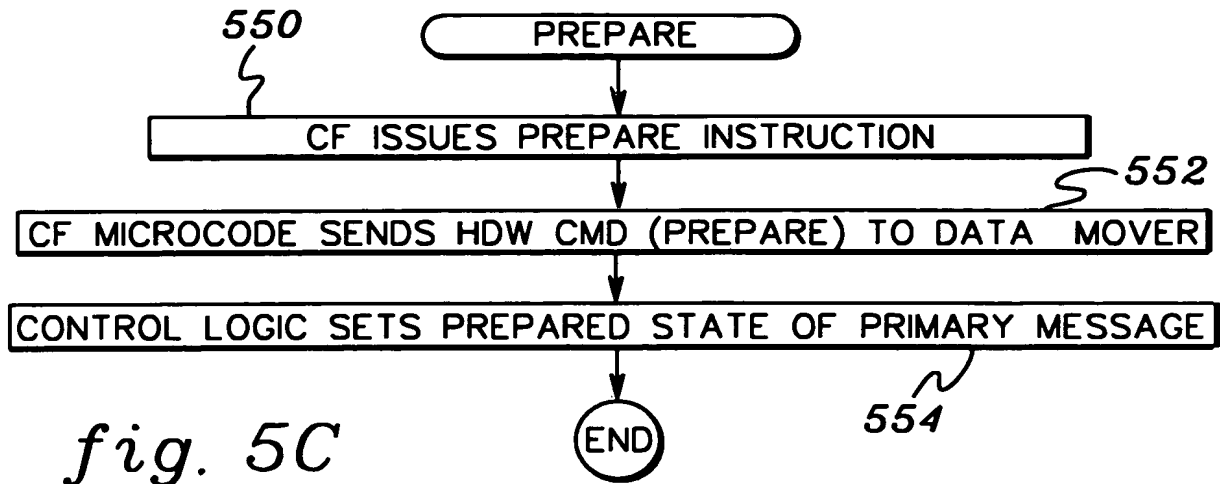 550
PREPARE
CF ISSUES PREPARE INSTRUCTION
552
CF MICROCODE SENDS HDW CMD (PREPARE) TO DATA MOVER
CONTROL LOGIC SETS PREPARED STATE OF PRIMARY MESSAGE
554
END
fig. 5C